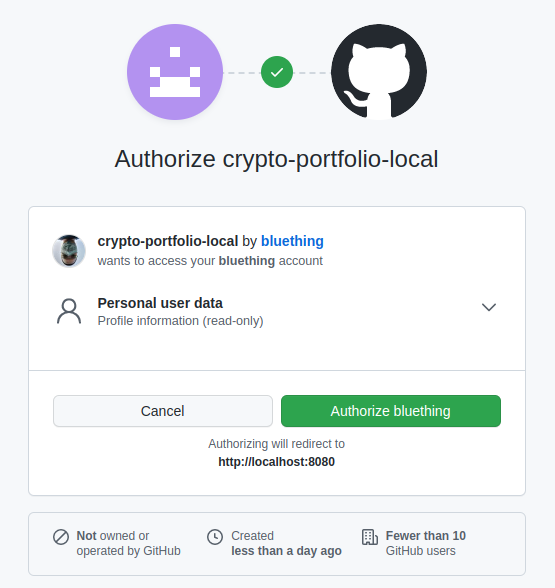 Authorize crypto-portfolio-local
crypto-portfolio-local by bluething
wants to access your bluething account
Personal user data
Profile information (read-only)
Cancel
Authorize bluething
Authorizing will redirect to
http://localhost:8080
Not owned or
operated by GitHub
Created
less than a day ago
Fewer than 10
GitHub users